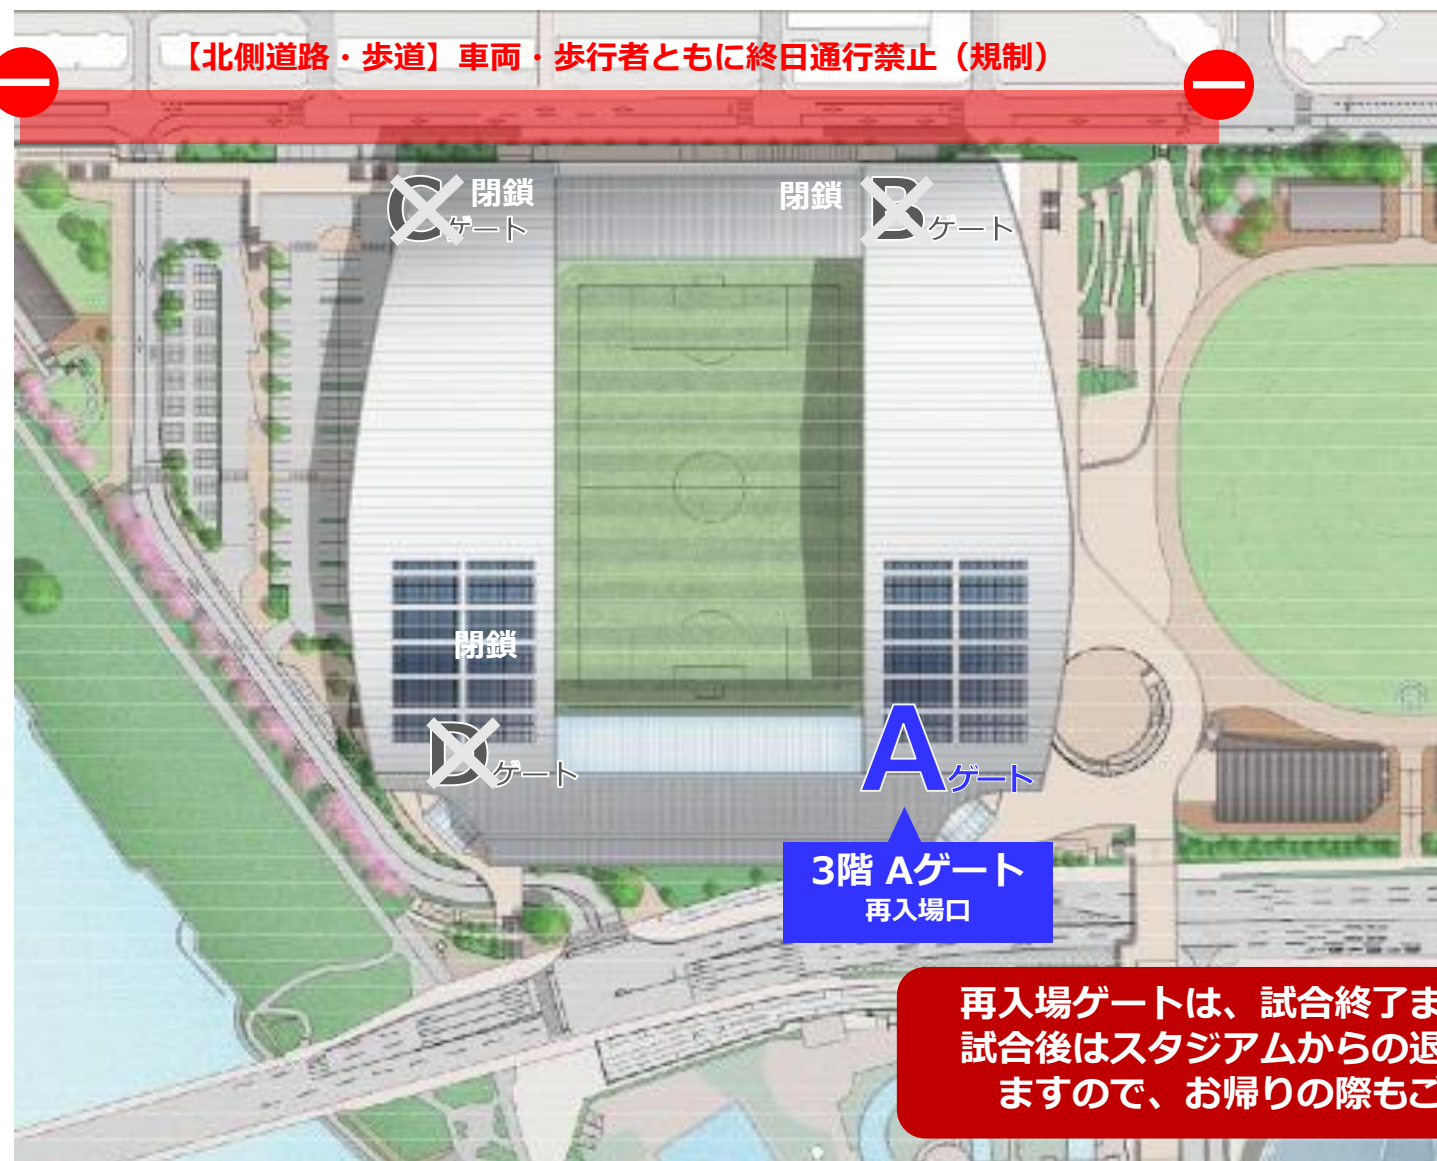 【北側道路・歩道】車両・歩行者ともに終日通行禁止（規制）
C
閉鎖
ゲート
閉鎖
B
ゲート
閉鎖
D
ゲート
A
ゲート
3階 Aゲート
再入場口
再入場ゲートは、試合終了ま
試合後はスタジアムからの退
ますので、お帰りの際もご